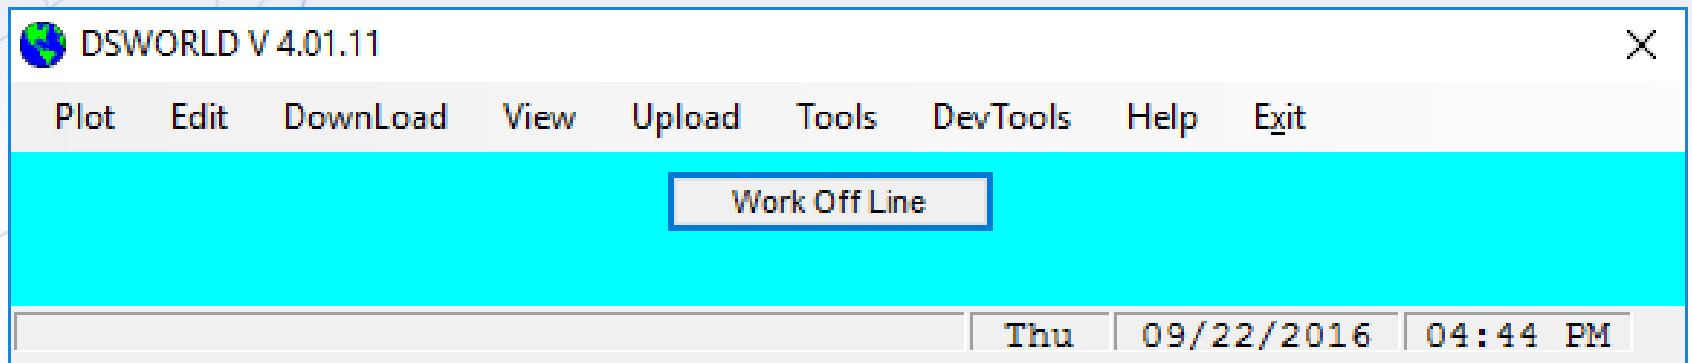 DSWORLD V 4.01.11
Plot Edit DownLoad View Upload Tools DevTools Help Exit
Work Off Line
Thu 09/22/2016 04:44 PM